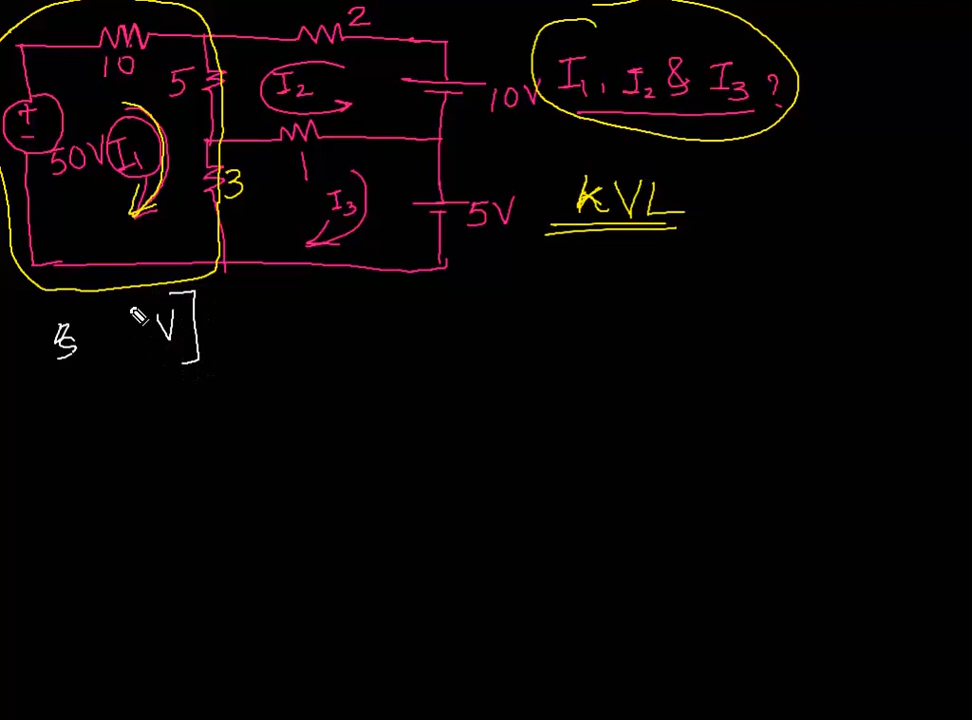 10
2
5
I2
10V
I1, I2 & I3 ?
+
-
50V
I1
1
3
I3
5V
KVL
V]